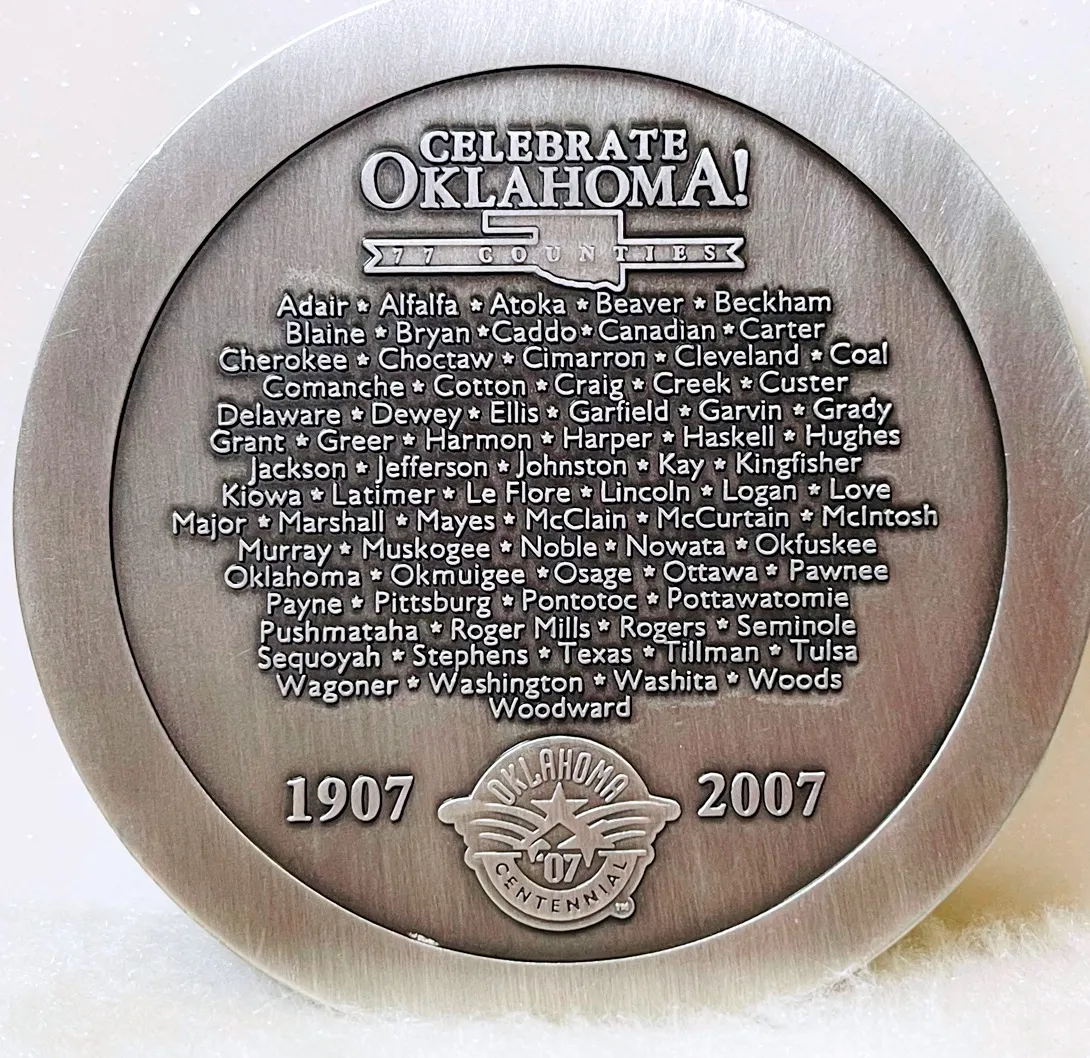 CELEBRATE
OKLAHOMA!
77 COUNTIES
Adair * Alfalfa * Atoka * Beaver * Beckham
Blaine * Bryan * Caddo * Canadian * Carter
Cherokee * Choctaw * Cimarron * Cleveland * Coal
Comanche * Cotton * Craig * Creek * Custer
Delaware * Dewey * Ellis * Garfield * Garvin * Grady
Grant * Greer * Harmon * Harper * Haskell * Hughes
Jackson * Jefferson * Johnston * Kay * Kingfisher
Kiowa * Latimer * Le Flore * Lincoln * Logan * Love
Major * Marshall * Mayes * McClain * McCurtain * McIntosh
Murray * Muskogee * Noble * Nowata * Okfuskee
Oklahoma * Okmuigee * Osage * Ottawa * Pawnee
Payne * Pittsburg * Pontotoc * Pottawatomie
Pushmataha * Roger Mills * Rogers * Seminole
Sequoyah * Stephens * Texas * Tillman * Tulsa
Wagoner * Washington * Washita * Woods
Woodward
1907 2007
OKLAHOMA
'07
CENTENNIAL
TM